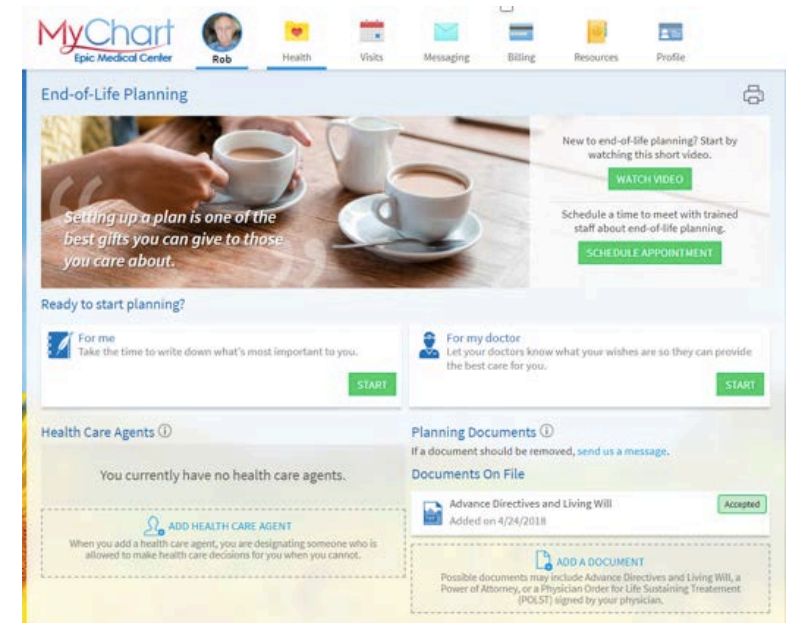 MyChart
Epic Medical Center
Rob
Health
Visits
Messaging
Billing
Resources
Profile
End-of-Life Planning
Setting up a plan is one of the
best gifts you can give to those
you care about.
New to end-of-life planning? Start by
watching this short video.
WATCH VIDEO
Schedule a time to meet with trained
staff about end-of-life planning.
SCHEDULE APPOINTMENT
Ready to start planning?
For me
Take the time to write down what's most important to you.
START
For my doctor
Let your doctors know what your wishes are so they can provide
the best care for you.
START
Health Care Agents
You currently have no health care agents.
ADD HEALTH CARE AGENT
When you add a health care agent, you are designating someone who is
allowed to make health care decisions for you when you cannot.
Planning Documents
If a document should be removed, send us a message.
Documents On File
Advance Directives and Living Will
Accepted
Added on 4/24/2018
ADD A DOCUMENT
Possible documents may include Advance Directives and Living Will, a
Power of Attorney, or a Physician Order for Life Sustaining Treatement
(POLST) signed by your physician.